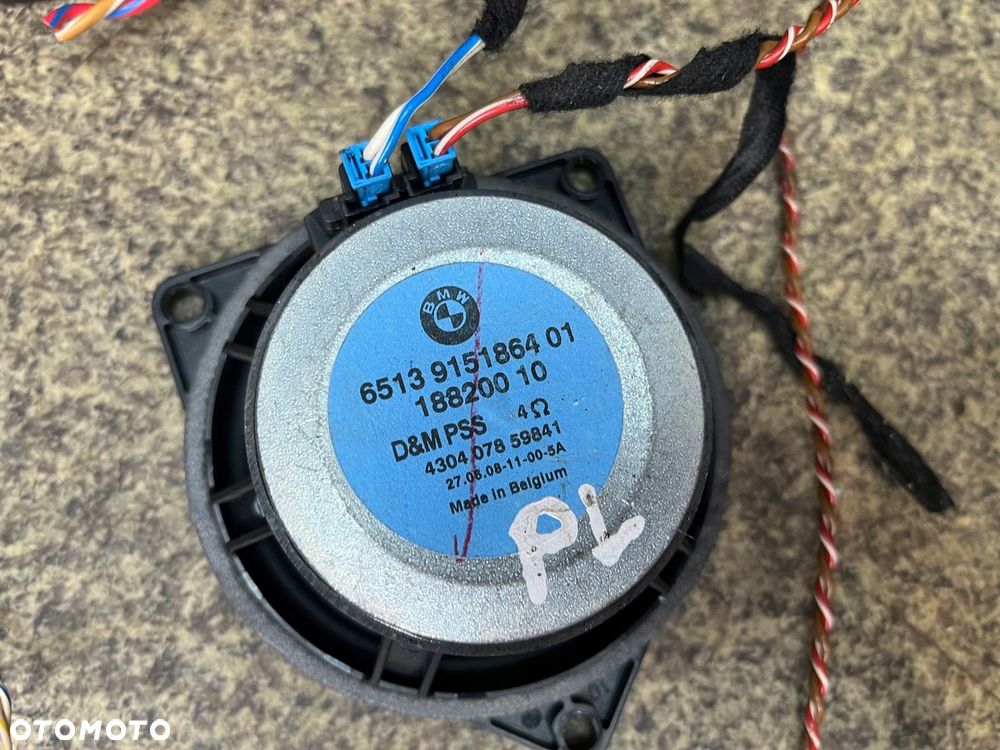 BMW
6513 9151864 01
188200 10
D&M PSS 4Ω
4304 078 59841
27.08.08-11-00-5A
Made in Belgium
PL
OTOMOTO